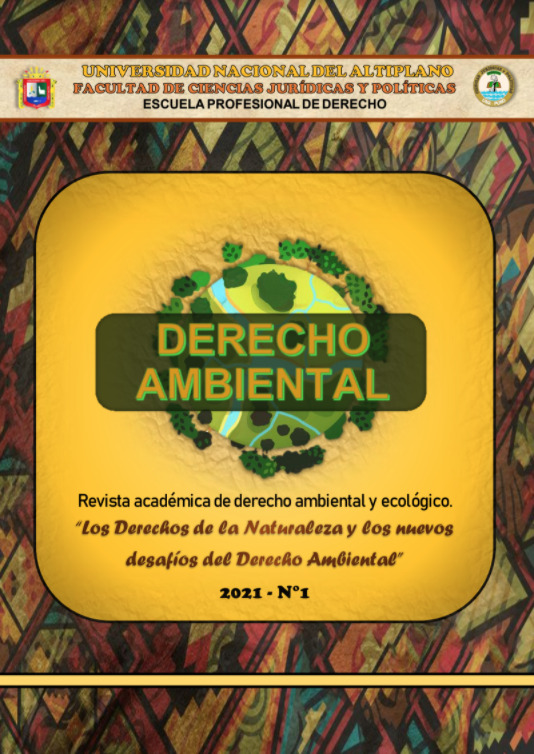 UNIVERSIDAD NACIONAL DEL ALTIPLANO
FACULTAD DE CIENCIAS JURÍDICAS Y POLÍTICAS
ESCUELA PROFESIONAL DE DERECHO
DERECHO
AMBIENTAL
Revista académica de derecho ambiental y ecológico.
“Los Derechos de la Naturaleza y los nuevos
desafíos del Derecho Ambiental”
2021 - N°1